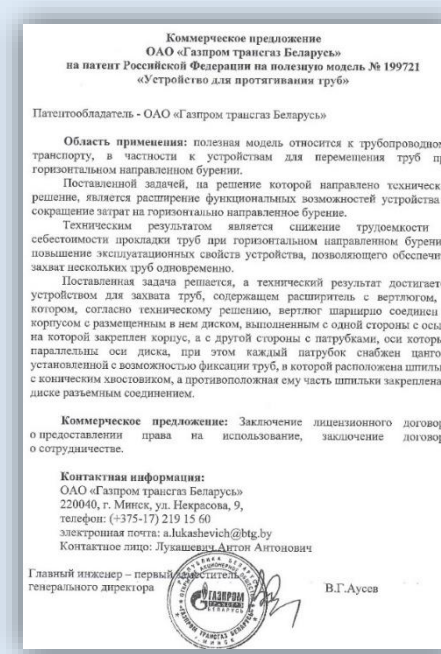 Коммерческое предложение
ОАО «Газпром трансгаз Беларусь»
на патент Российской Федерации на полезную модель № 199721
«Устройство для протягивания труб»
Патентообладатель - ОАО «Газпром трансгаз Беларусь»
Область применения: полезная модель относится к трубопроводном
транспорту, в частности к устройствам для перемещения труб пр
горизонтальном направленном бурении.
Поставленной задачей, на решение которой направлено техническ
решение, является расширение функциональных возможностей устройства
сокращение затрат на горизонтально направленное бурение.
Техническим результатом является снижение трудоемкости
себестоимости прокладки труб при горизонтальном направленном бурени
повышение эксплуатационных свойств устройства, позволяющего обеспечит
захват нескольких труб одновременно.
Поставленная задача решается, а технический результат достигаетс
устройством для захвата труб, содержащем расширитель с вертлюгом,
котором, согласно техническому решению, вертлюг шарнирно соединен
корпусом с размещенным в нем диском, выполненным с одной стороны с осью
на которой закреплен корпус, а с другой стороны с патрубками, оси которы
параллельны оси диска, при этом каждый патрубок снабжен цанго
установленной с возможностью фиксации труб, в которой расположена шпиль
с коническим хвостовиком, а противоположная ему часть шпильки закреплена
диске разъемным соединением.
Коммерческое предложение: Заключение лицензионного договор
о предоставлении права на использование, заключение договор
о сотрудничестве.
Контактная информация:
ОАО «Газпром трансгаз Беларусь»
220040, г. Минск, ул. Некрасова, 9,
телефон: (+375-17) 219 15 60
электронная почта: a.lukashevich@btg.by
Контактное лицо: Лукашевич Антон Антонович
Главный инженер – первый заместитель
генерального директора В.Г.Аусев
ГАЗПРОМ
ТРАНСГАЗ
БЕЛАРУСЬ